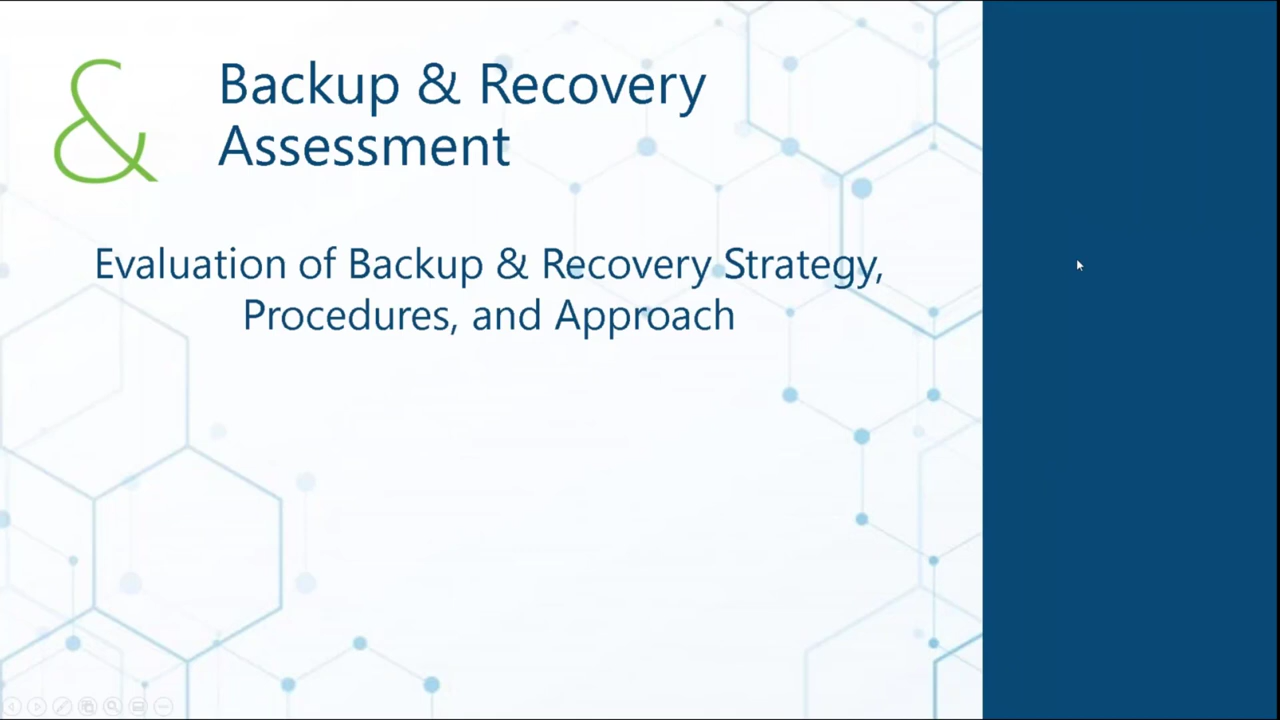 &
Backup & Recovery
Assessment
Evaluation of Backup & Recovery Strategy,
Procedures, and Approach